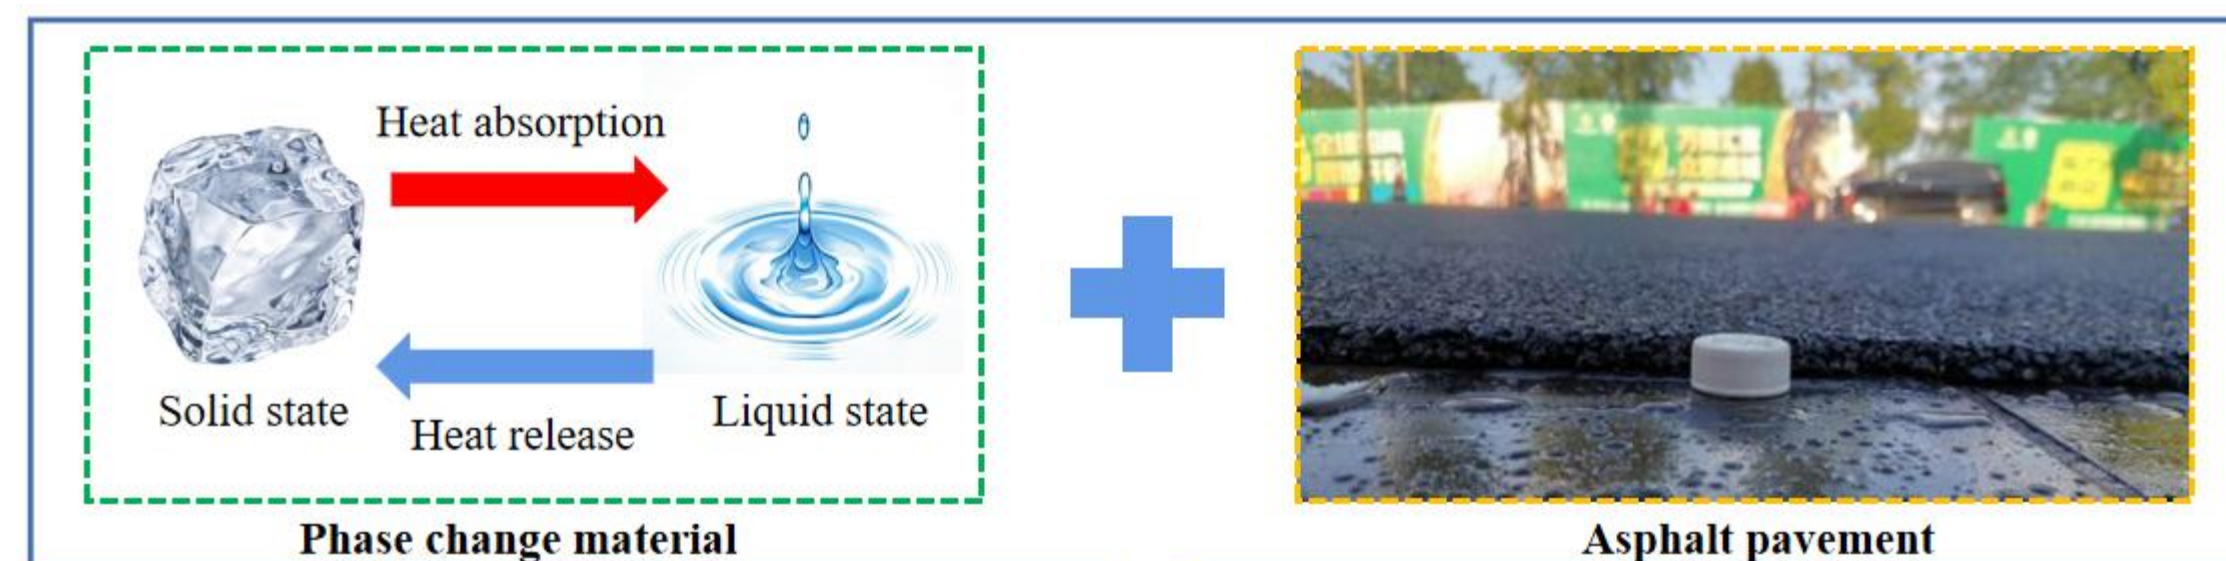 Heat absorption
Solid state
Liquid state
Heat release
Phase change material
Asphalt pavement